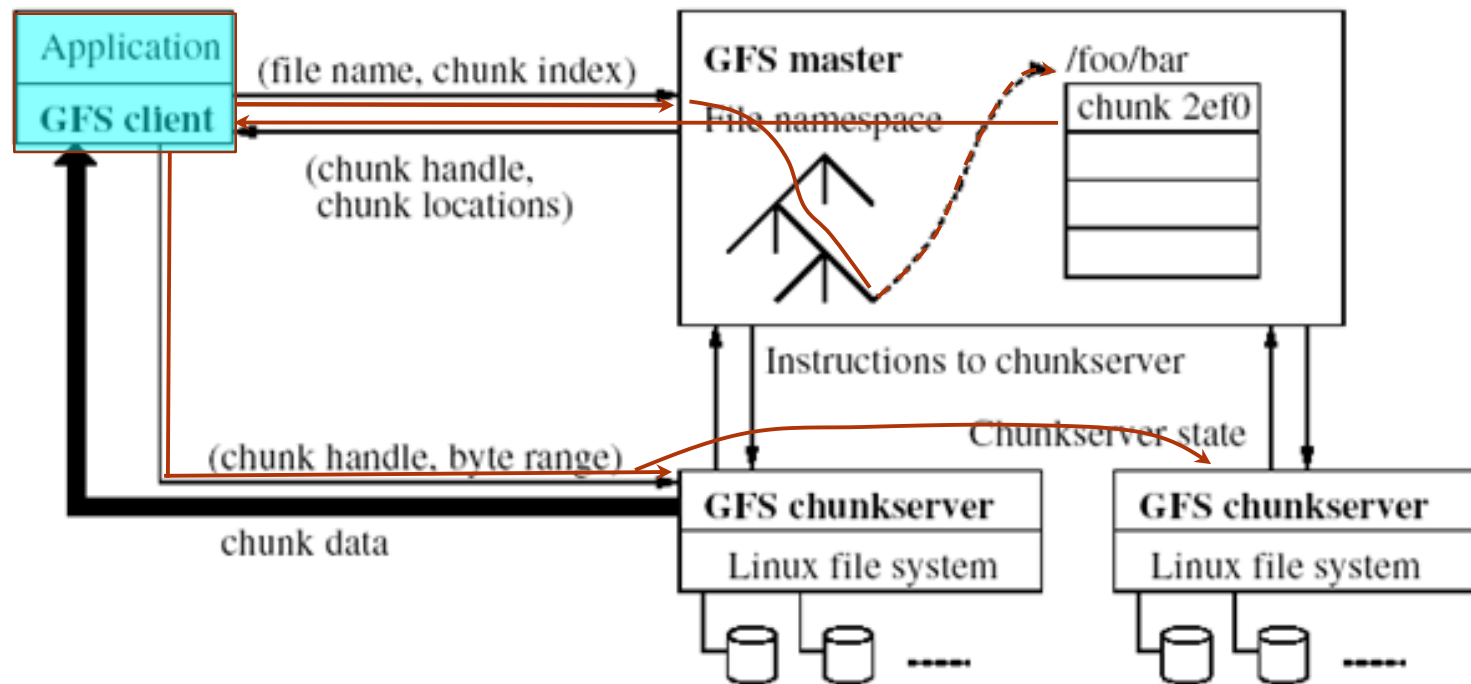 Application
GFS client
(file name, chunk index)
(chunk handle,
chunk locations)
GFS master
File namespace
/foo/bar
chunk 2ef0
Instructions to chunkserver
Chunkserver state
(chunk handle, byte range)
chunk data
GFS chunkserver
Linux file system
GFS chunkserver
Linux file system